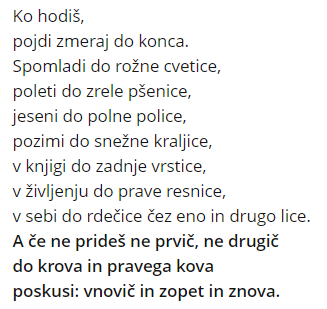 Ko hodiš,
pojdi zmeraj do konca.
Spomladi do rožne cvetice,
poleti do zrele pšenice,
jeseni do polne police,
pozimi do snežne kraljice,
v knjigi do zadnje vrstice,
v življenju do prave resnice,
v sebi do rdečice čez eno in drugo lice.
A če ne prideš ne prvič, ne drugič
do krova in pravega kova
poskusi: vnovič in zopet in znova.